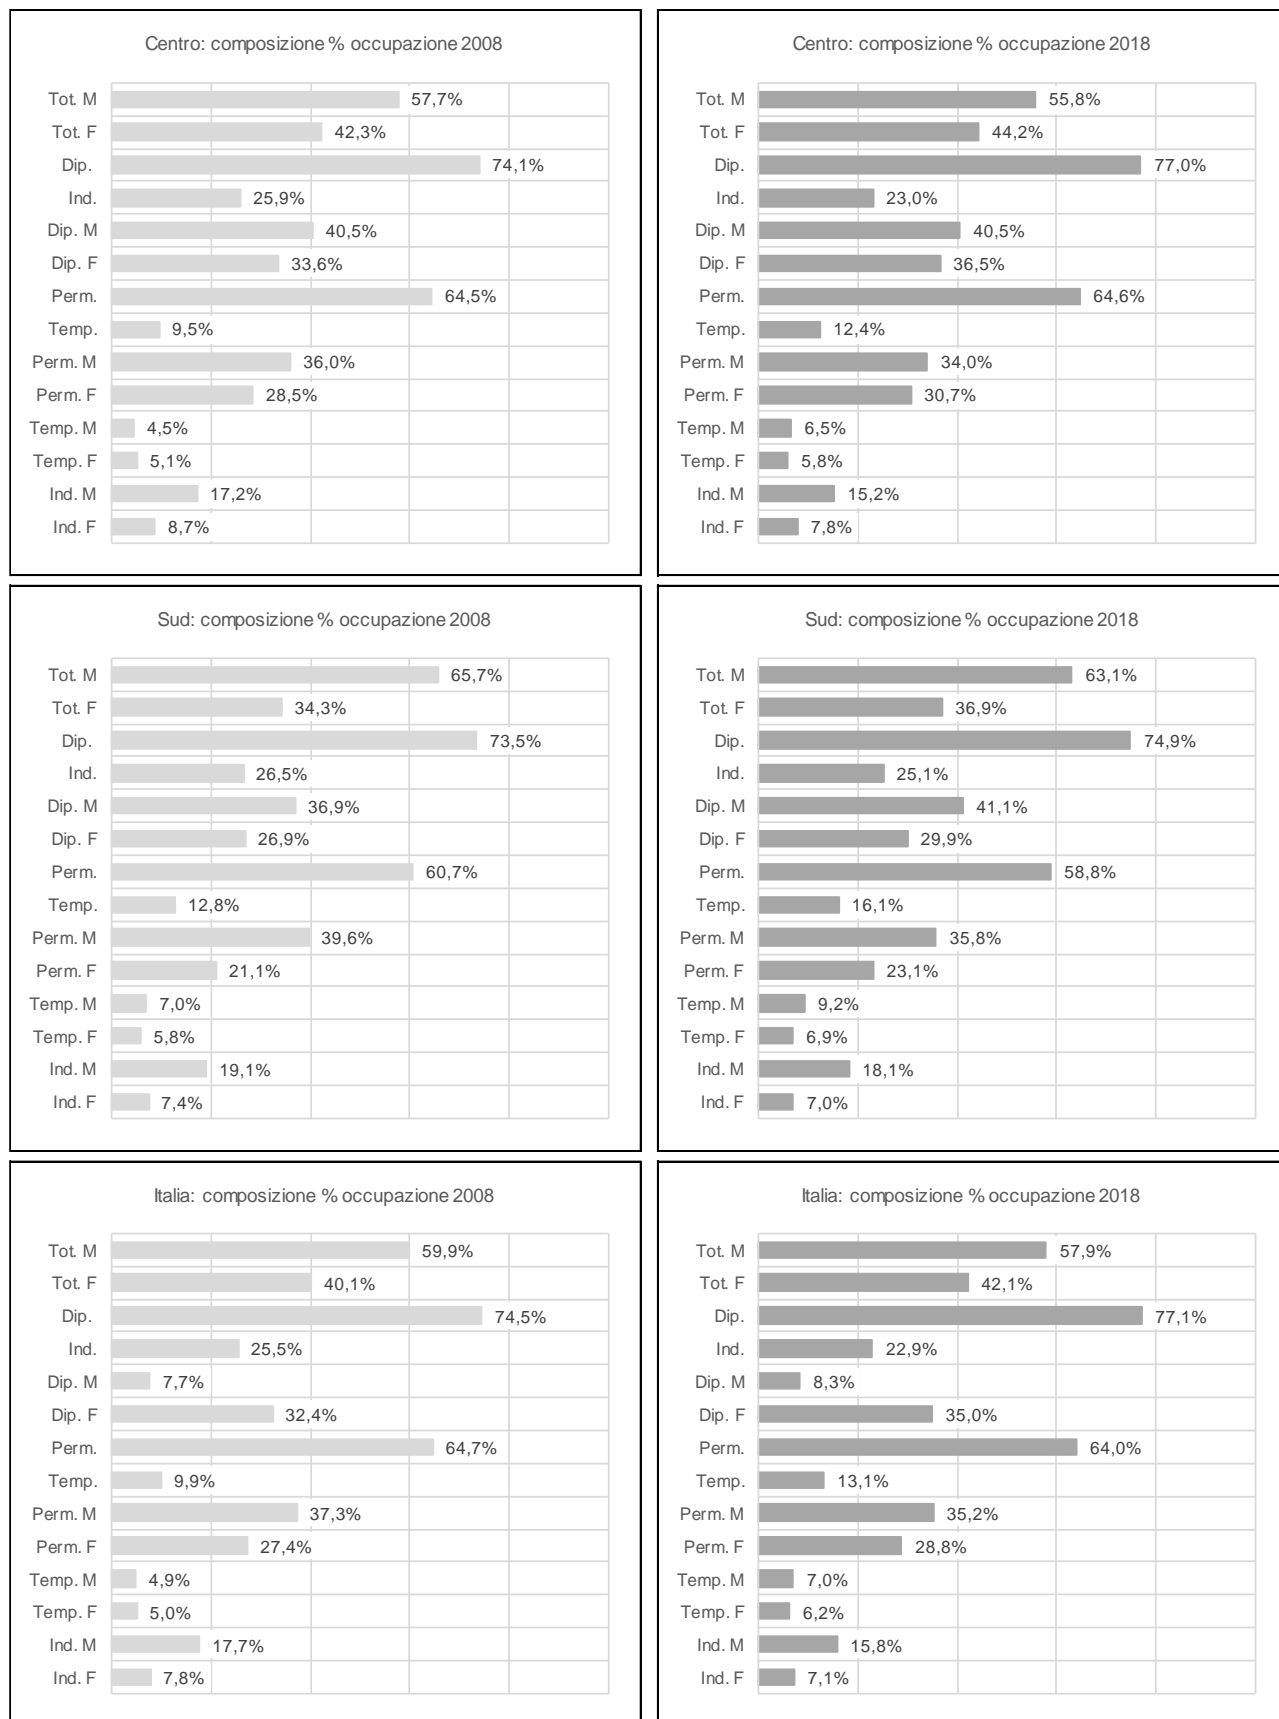 Centro: composizione % occupazione 2008
Tot. M 57,7%
Tot. F 42,3%
Dip. 74,1%
Ind. 25,9%
Dip. M 40,5%
Dip. F 33,6%
Perm. 64,5%
Temp. 9,5%
Perm. M 36,0%
Perm. F 28,5%
Temp. M 4,5%
Temp. F 5,1%
Ind. M 17,2%
Ind. F 8,7%
Centro: composizione % occupazione 2018
Tot. M 55,8%
Tot. F 44,2%
Dip. 77,0%
Ind. 23,0%
Dip. M 40,5%
Dip. F 36,5%
Perm. 64,6%
Temp. 12,4%
Perm. M 34,0%
Perm. F 30,7%
Temp. M 6,5%
Temp. F 5,8%
Ind. M 15,2%
Ind. F 7,8%
Sud: composizione % occupazione 2008
Tot. M 65,7%
Tot. F 34,3%
Dip. 73,5%
Ind. 26,5%
Dip. M 36,9%
Dip. F 26,9%
Perm. 60,7%
Temp. 12,8%
Perm. M 39,6%
Perm. F 21,1%
Temp. M 7,0%
Temp. F 5,8%
Ind. M 19,1%
Ind. F 7,4%
Sud: composizione % occupazione 2018
Tot. M 63,1%
Tot. F 36,9%
Dip. 74,9%
Ind. 25,1%
Dip. M 41,1%
Dip. F 29,9%
Perm. 58,8%
Temp. 16,1%
Perm. M 35,8%
Perm. F 23,1%
Temp. M 9,2%
Temp. F 6,9%
Ind. M 18,1%
Ind. F 7,0%
Italia: composizione % occupazione 2008
Tot. M 59,9%
Tot. F 40,1%
Dip. 74,5%
Ind. 25,5%
Dip. M 7,7%
Dip. F 32,4%
Perm. 64,7%
Temp. 9,9%
Perm. M 37,3%
Perm. F 27,4%
Temp. M 4,9%
Temp. F 5,0%
Ind. M 17,7%
Ind. F 7,8%
Italia: composizione % occupazione 2018
Tot. M 57,9%
Tot. F 42,1%
Dip. 77,1%
Ind. 22,9%
Dip. M 8,3%
Dip. F 35,0%
Perm. 64,0%
Temp. 13,1%
Perm. M 35,2%
Perm. F 28,8%
Temp. M 7,0%
Temp. F 6,2%
Ind. M 15,8%
Ind. F 7,1%